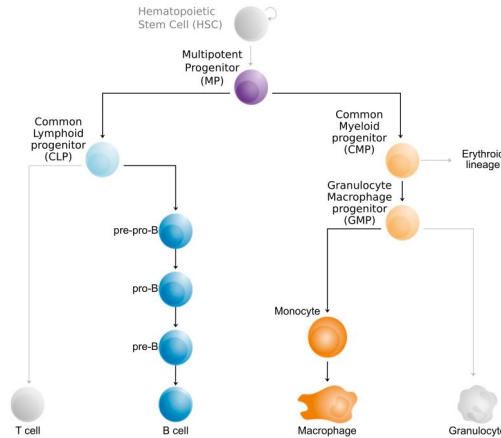 Hematopoietic
Stem Cell (HSC)
Multipotent
Progenitor
(MP)
Common
Lymphoid
progenitor
(CLP)
Common
Myeloid
progenitor
(CMP)
Erythroid
lineage
Granulocyte
Macrophage
progenitor
(GMP)
pre-pro-B
pro-B
Monocyte
pre-B
T cell
B cell
Macrophage
Granulocyte